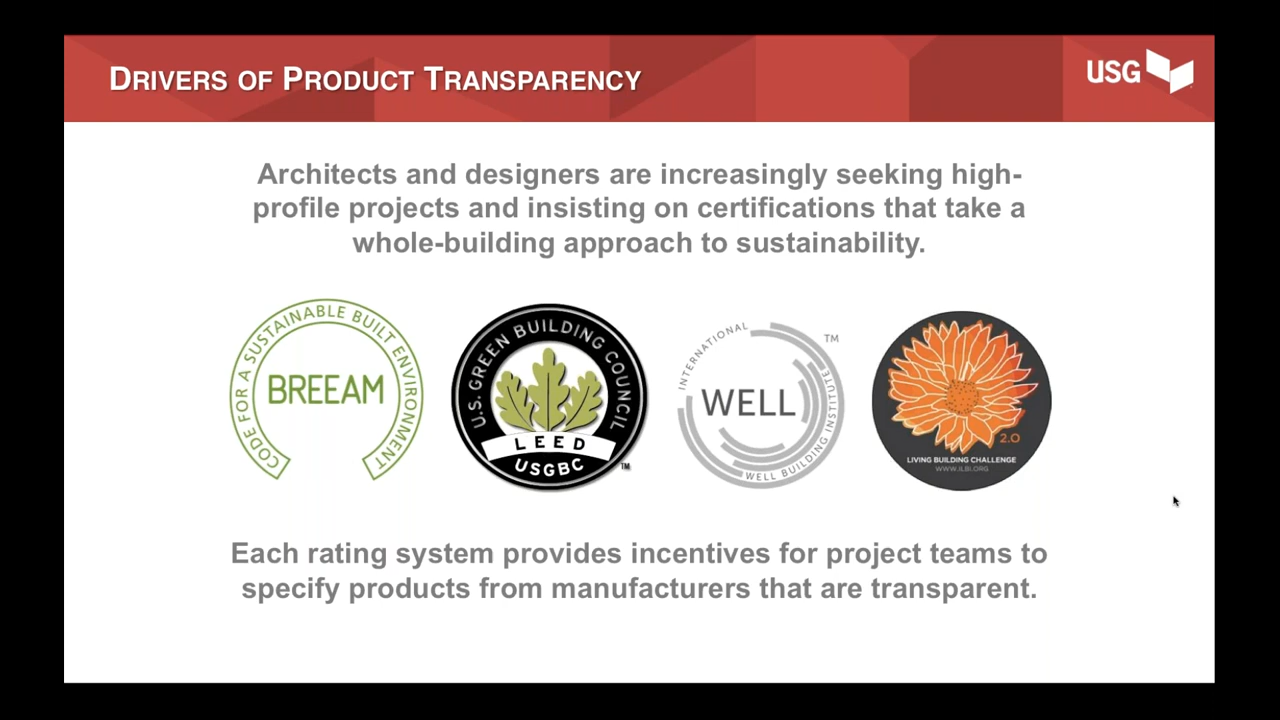 DRIVERS OF PRODUCT TRANSPARENCY
USG
Architects and designers are increasingly seeking high-
profile projects and insisting on certifications that take a
whole-building approach to sustainability.
CODE FOR A SUSTAINABLE BUILT ENVIRONMENT
BREEAM
U.S. GREEN BUILDING COUNCIL
LEED
USGBC
TM
INTERNATIONAL
TM
WELL
WELL BUILDING INSTITUTE
2.0
LIVING BUILDING CHALLENGE
WWW.ILBI.ORG
Each rating system provides incentives for project teams to
specify products from manufacturers that are transparent.